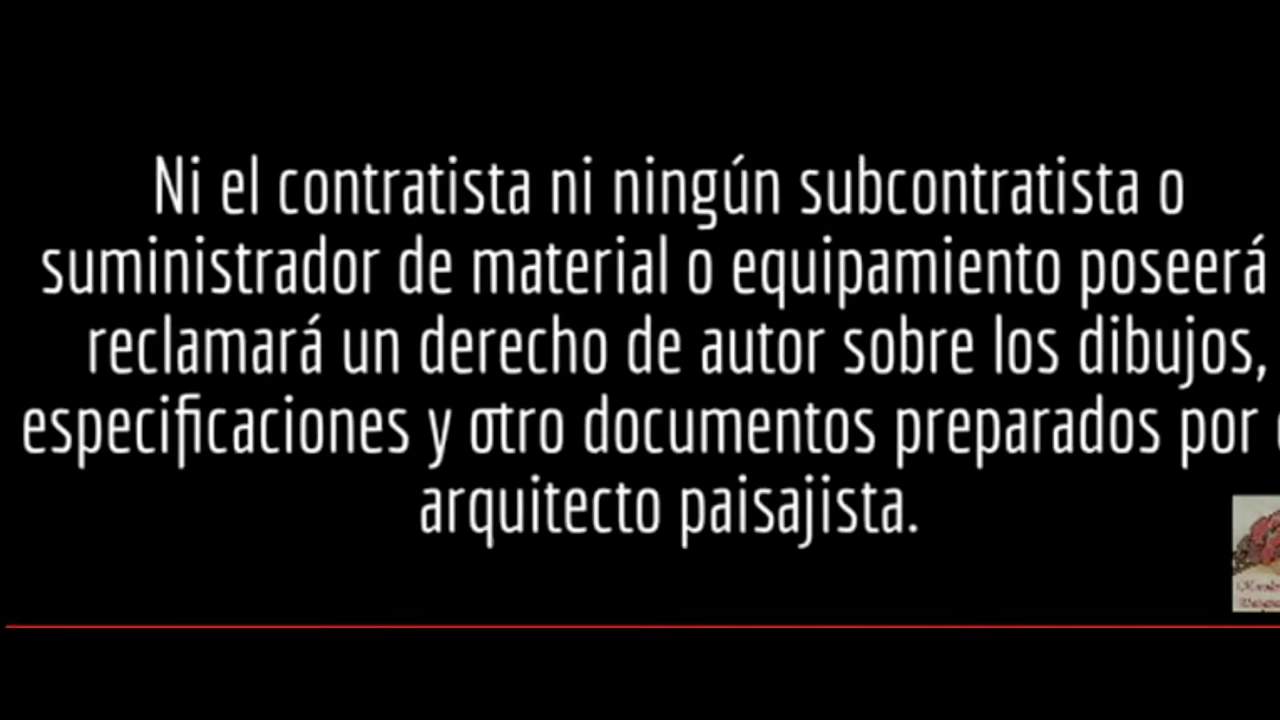 Ni el contratista ni ningún subcontratista o
suministrador de material o equipamiento poseerá
reclamará un derecho de autor sobre los dibujos,
especificaciones y otro documentos preparados por
arquitecto paisajista.